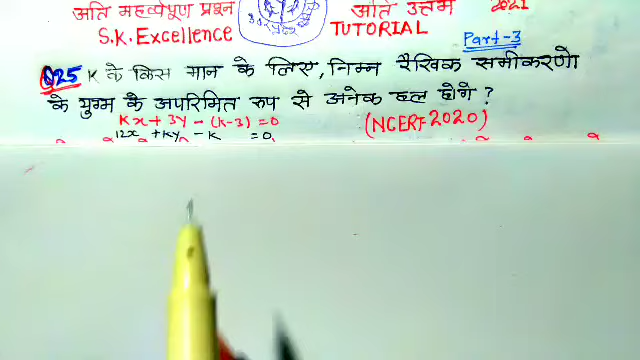 अति महत्वपूर्ण प्रश्न
अति उत्तम 2021
S.K. Excellence TUTORIAL
Part-3
Q25 K के किस मान के लिए, निम्न रैखिक समीकरणो
के युग्म के अपरिमित रुप से अनेक हल होंगे ?
Kx + 3y - (k-3) = 0 (NCERT-2020)
12x + ky - k = 0